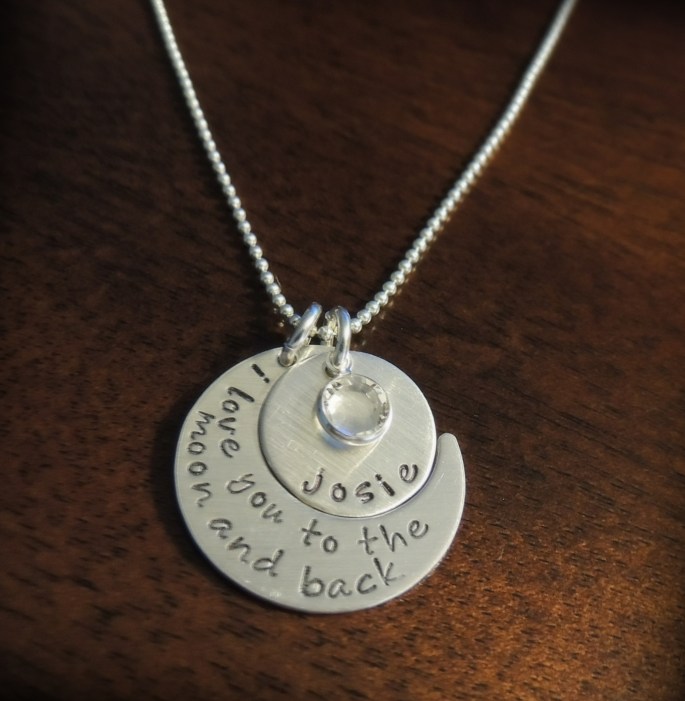 i love you to the
moon and back
josie